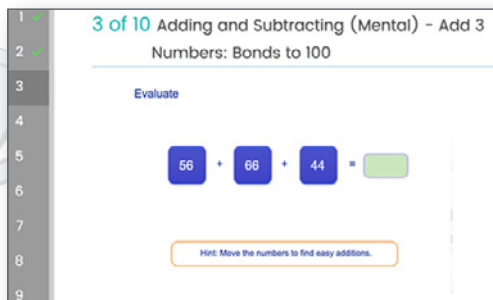 3 of 10 Adding and Subtracting (Mental) - Add 3
Numbers: Bonds to 100
1
2
3
4
5
6
7
8
9
Evaluate
56 + 66 + 44 =
Hint: Move the numbers to find easy additions.